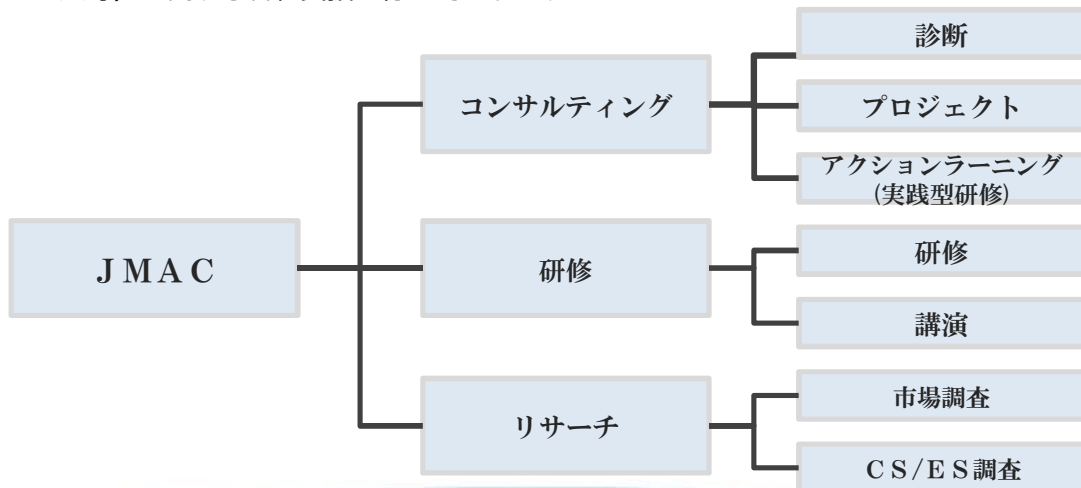 コンサルティング
診断
プロジェクト
アクションラーニング
(実践型研修)
JMAC
研修
研修
講演
リサーチ
市場調査
CS/ES調査